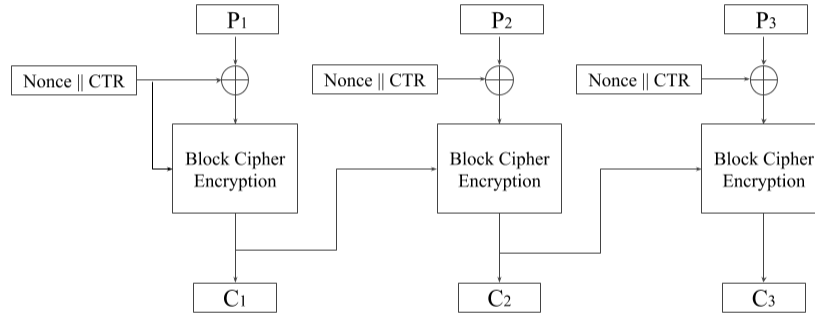 P1
P2
P3
Nonce || CTR
Nonce || CTR
Nonce || CTR
Block Cipher
Encryption
Block Cipher
Encryption
Block Cipher
Encryption
C1
C2
C3